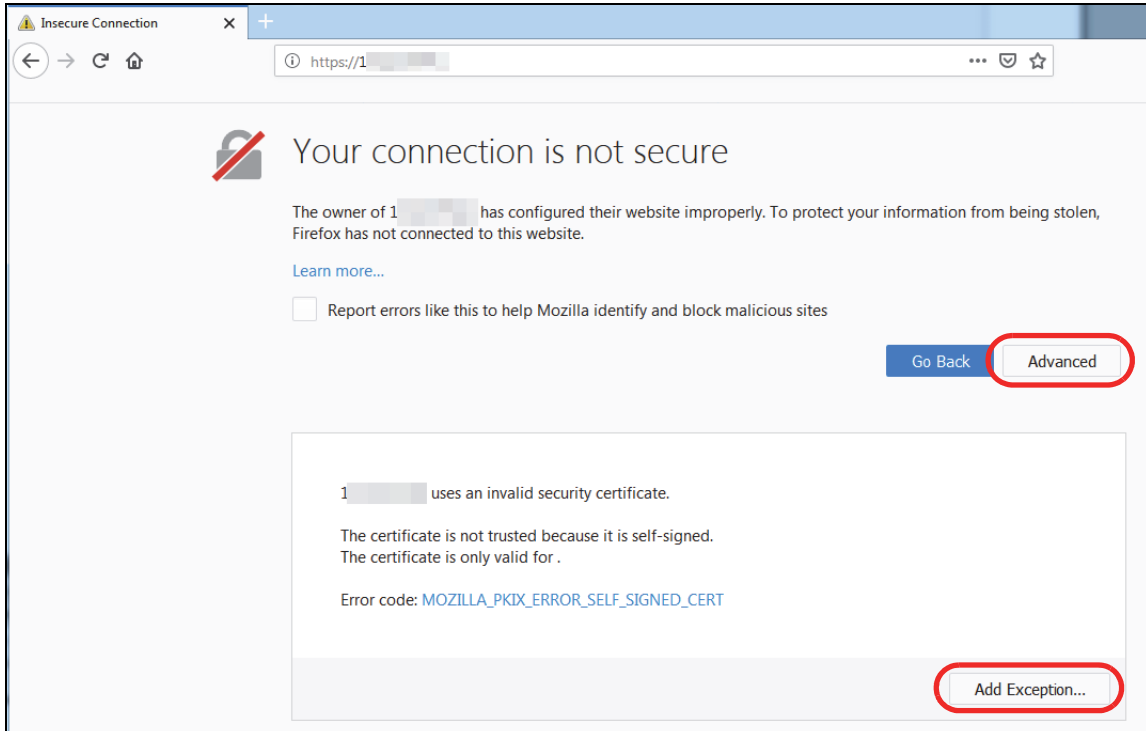 Insecure Connection
https://1
Your connection is not secure
The owner of 1 has configured their website improperly. To protect your information from being stolen,
Firefox has not connected to this website.
Learn more...
Report errors like this to help Mozilla identify and block malicious sites
Go Back Advanced
1 uses an invalid security certificate.
The certificate is not trusted because it is self-signed.
The certificate is only valid for .
Error code: MOZILLA_PKIX_ERROR_SELF_SIGNED_CERT
Add Exception...